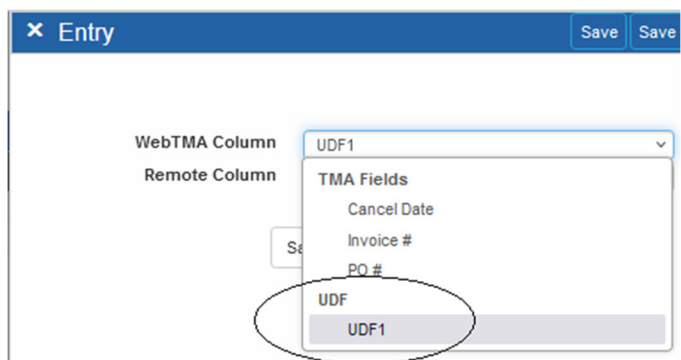 × Entry
Save
Save
WebTMA Column
UDF1
Remote Column
TMA Fields
Cancel Date
Invoice #
PO #
UDF
UDF1